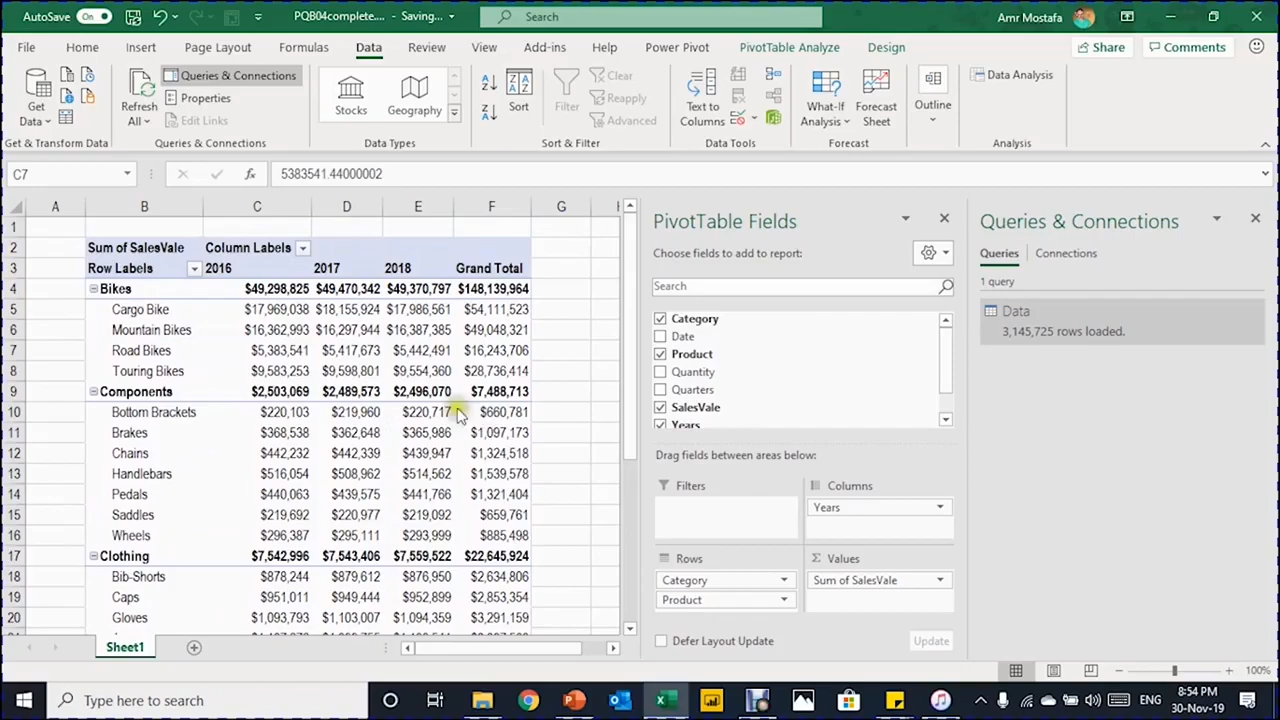 AutoSave On PQB04complete.... - Saving... Search Amr Mostafa
File Home Insert Page Layout Formulas Data Review View Add-ins Help Power Pivot PivotTable Analyze Design Share Comments
Get Data Refresh All Queries & Connections Properties Edit Links Stocks Geography Sort Filter Clear Reapply Advanced Text to Columns What-If Analysis Forecast Sheet Outline Data Analysis
Get & Transform Data Queries & Connections Data Types Sort & Filter Data Tools Forecast Analysis
C7 fx 5383541.44000002
A B C D E F G
1
2 Sum of SalesVale Column Labels
3 Row Labels 2016 2017 2018 Grand Total
4 Bikes $49,298,825 $49,470,342 $49,370,797 $148,139,964
5 Cargo Bike $17,969,038 $18,155,924 $17,986,561 $54,111,523
6 Mountain Bikes $16,362,993 $16,297,944 $16,387,385 $49,048,321
7 Road Bikes $5,383,541 $5,417,673 $5,442,491 $16,243,706
8 Touring Bikes $9,583,253 $9,598,801 $9,554,360 $28,736,414
9 Components $2,503,069 $2,489,573 $2,496,070 $7,488,713
10 Bottom Brackets $220,103 $219,960 $220,717 $660,781
11 Brakes $368,538 $362,648 $365,986 $1,097,173
12 Chains $442,232 $442,339 $439,947 $1,324,518
13 Handlebars $516,054 $508,962 $514,562 $1,539,578
14 Pedals $440,063 $439,575 $441,766 $1,321,404
15 Saddles $219,692 $220,977 $219,092 $659,761
16 Wheels $296,387 $295,111 $293,999 $885,498
17 Clothing $7,542,996 $7,543,406 $7,559,522 $22,645,924
18 Bib-Shorts $878,244 $879,612 $876,950 $2,634,806
19 Caps $951,011 $949,444 $952,899 $2,853,354
20 Gloves $1,093,793 $1,103,007 $1,094,359 $3,291,159
Sheet1
PivotTable Fields
Choose fields to add to report:
Search
Category
Date
Product
Quantity
Quarters
SalesVale
Years
Drag fields between areas below:
Filters Columns
Years
Rows Values
Category Sum of SalesVale
Product
Defer Layout Update Update
Queries & Connections
Queries Connections
1 query
Data
3,145,725 rows loaded.
100%
Type here to search ENG 8:54 PM
30-Nov-19